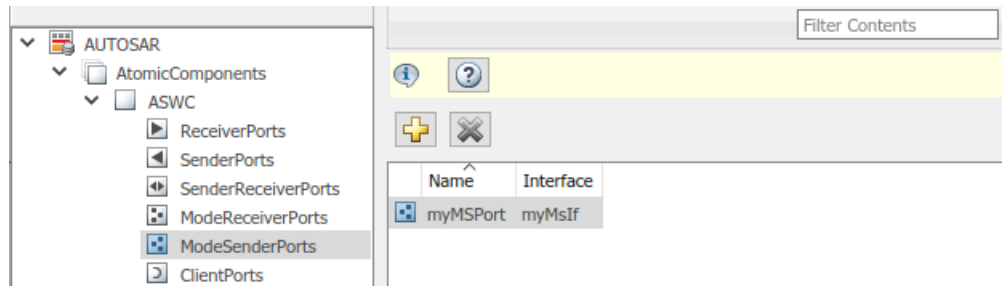 Filter Contents
AUTOSAR
AtomicComponents
ASWC
ReceiverPorts
SenderPorts
SenderReceiverPorts
ModeReceiverPorts
ModeSenderPorts
ClientPorts
Name Interface
myMSPort myMsIf